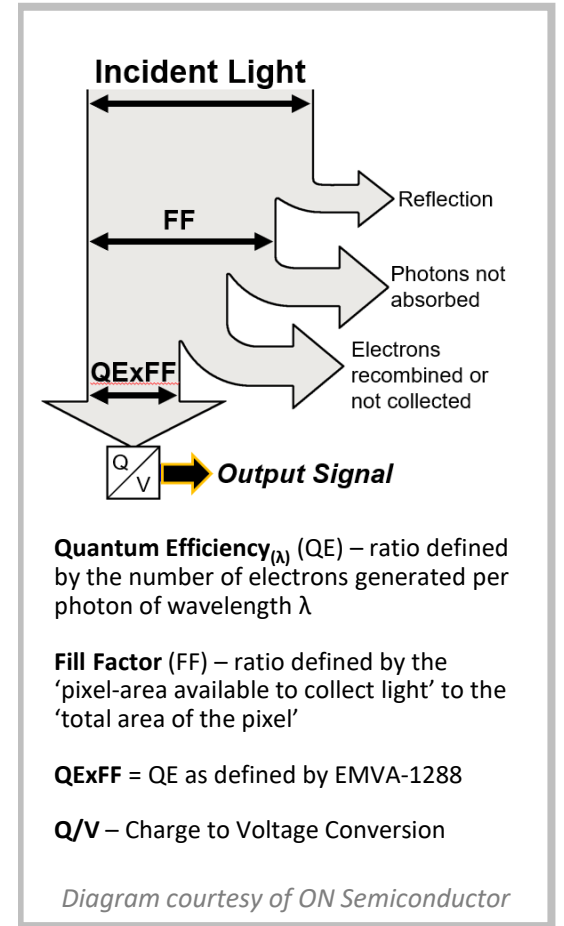 Incident Light
Reflection
FF
Photons not
absorbed
Electrons
recombined or
not collected
QExFF
Q
V
Output Signal
Quantum Efficiency(λ) (QE) – ratio defined
by the number of electrons generated per
photon of wavelength λ
Fill Factor (FF) – ratio defined by the
‘pixel-area available to collect light’ to the
‘total area of the pixel’
QExFF = QE as defined by EMVA-1288
Q/V – Charge to Voltage Conversion
Diagram courtesy of ON Semiconductor